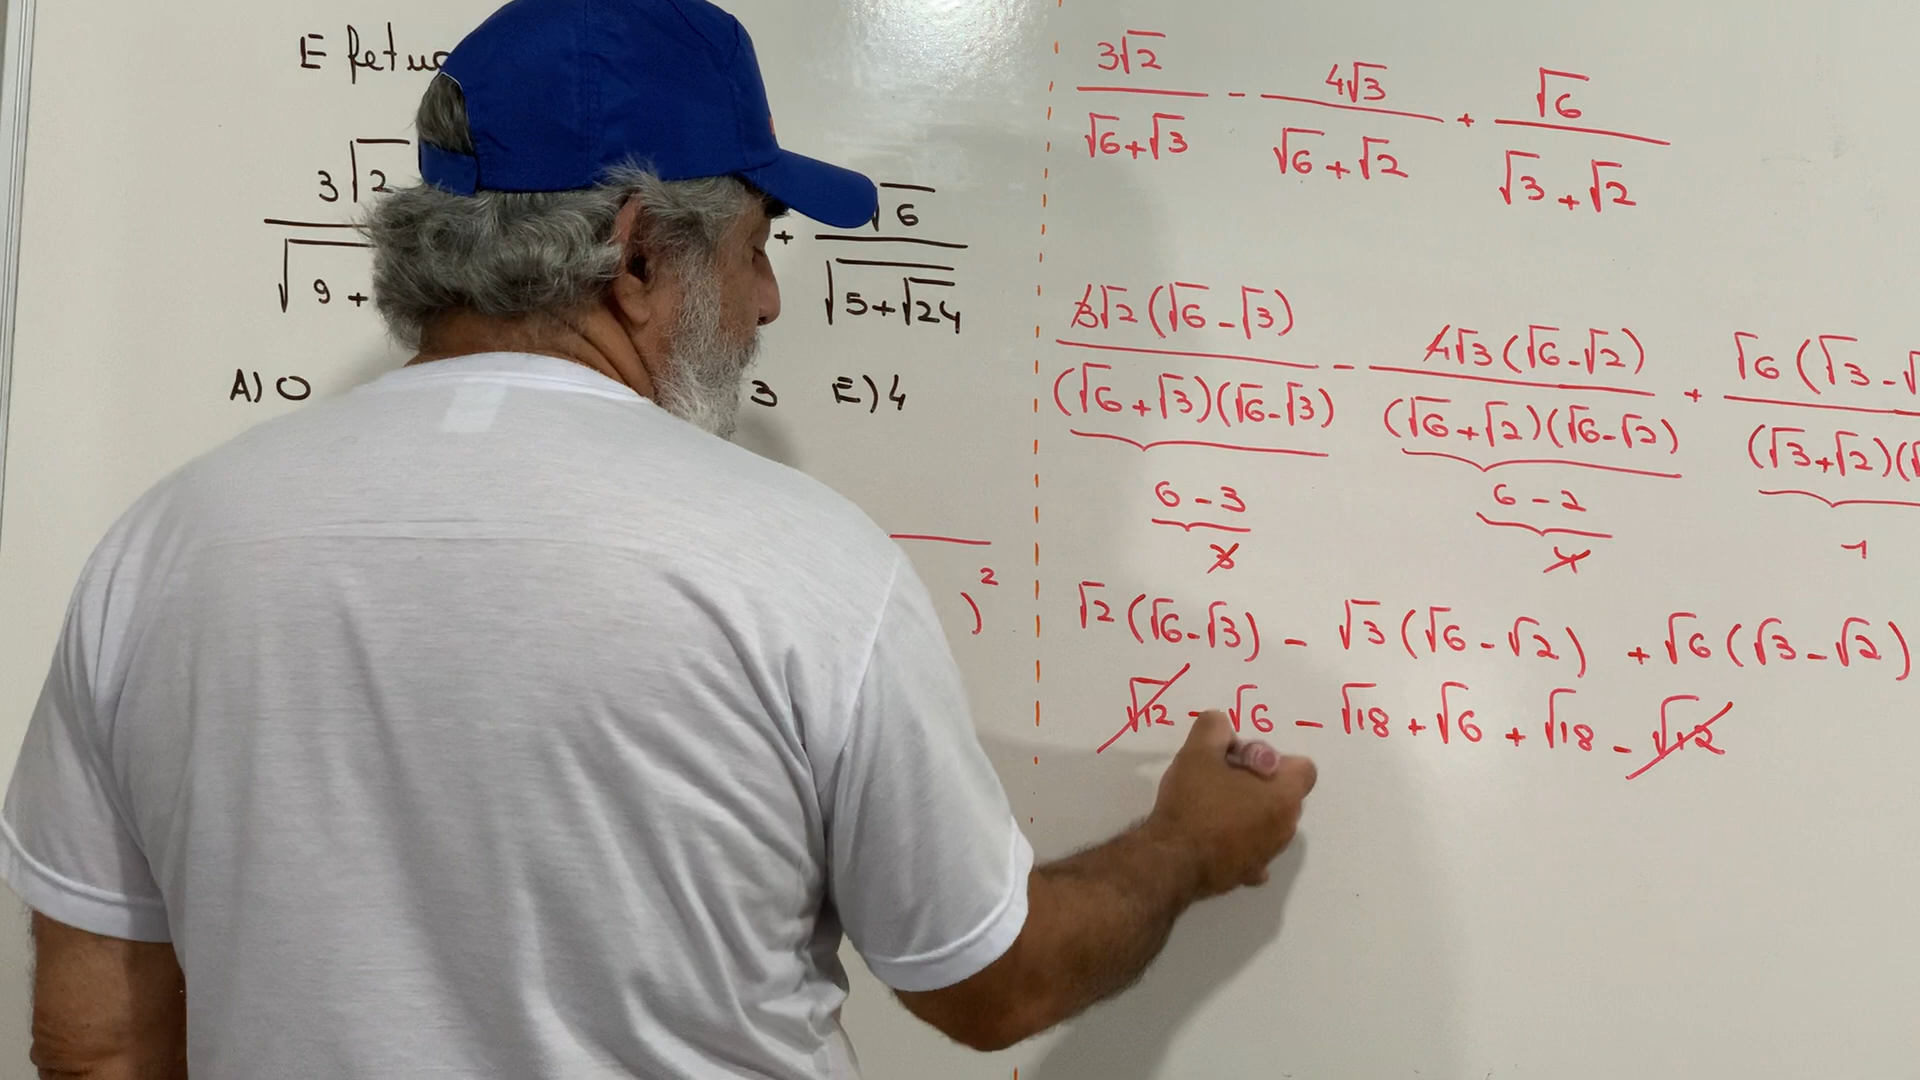 E fetua
3√2
√6
√9 +
+
√5+√24
A) 0
3 E) 4
)²
3√2 / √6+√3 - 4√3 / √6+√2 + √6 / √3+√2
3√2(√6-√3) / (√6+√3)(√6-√3) - 4√3(√6-√2) / (√6+√2)(√6-√2) + √6(√3-√ / (√3+√2)(√
6-3
6-2
3
4
1
√2(√6-√3) - √3(√6-√2) + √6(√3-√2)
√12 - √6 - √18 + √6 + √18 - √12